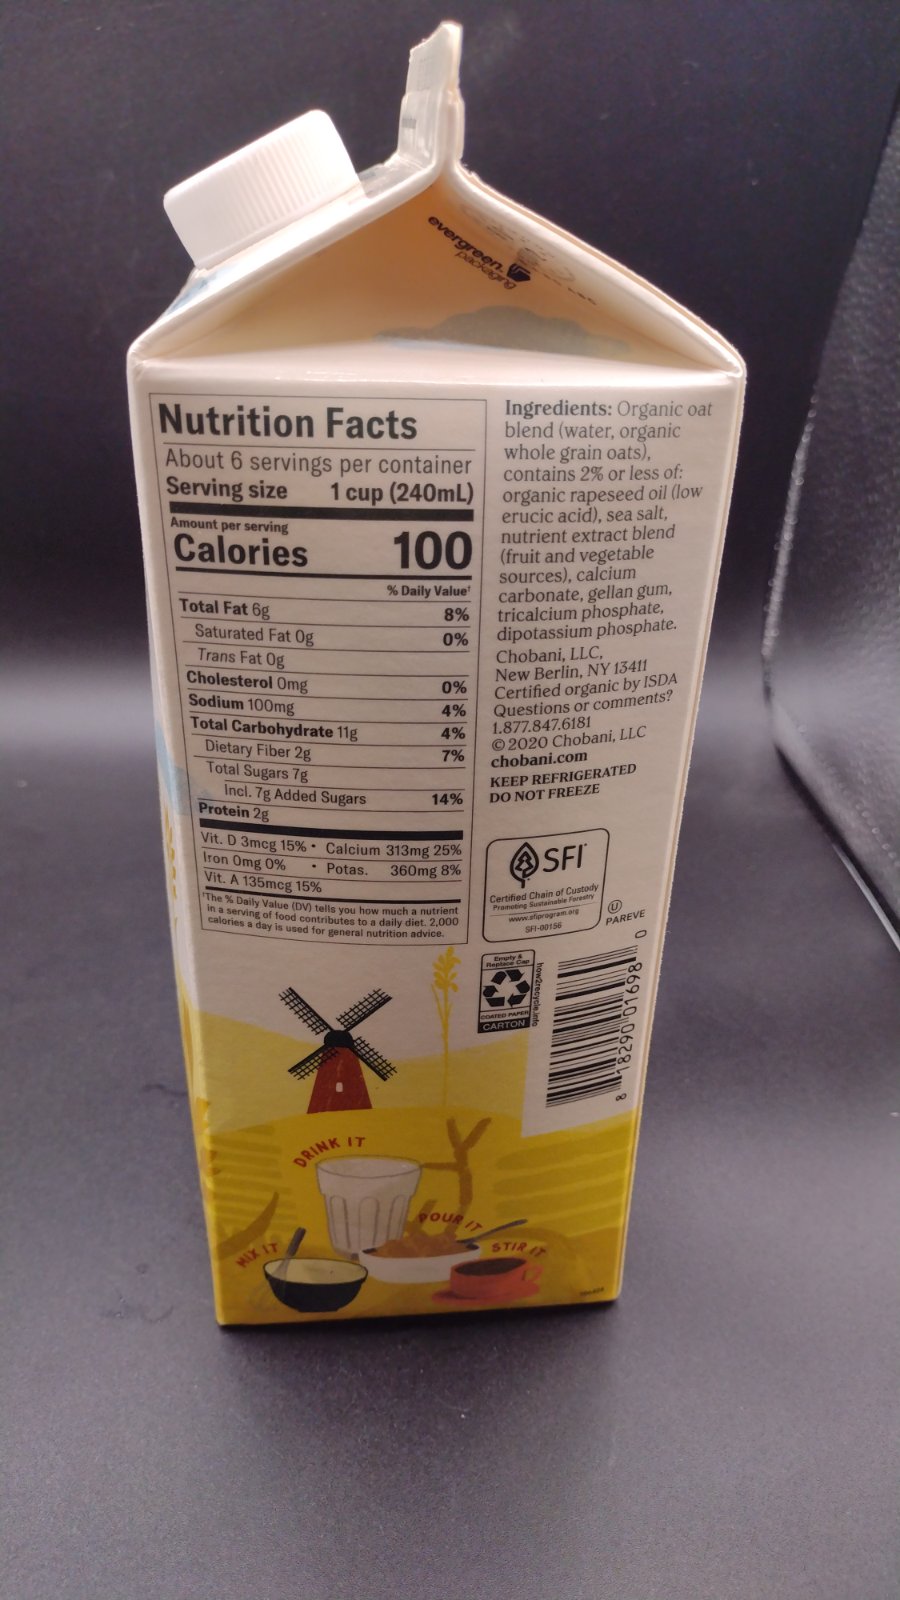 evergreen
packaging
Nutrition Facts
About 6 servings per container
Serving size 1 cup (240mL)
Amount per serving
Calories 100
% Daily Value†
Total Fat 6g 8%
Saturated Fat 0g 0%
Trans Fat 0g
Cholesterol 0mg 0%
Sodium 100mg 4%
Total Carbohydrate 11g 4%
Dietary Fiber 2g 7%
Total Sugars 7g
Incl. 7g Added Sugars 14%
Protein 2g
Vit. D 3mcg 15% • Calcium 313mg 25%
Iron 0mg 0% • Potas. 360mg 8%
Vit. A 135mcg 15%
†The % Daily Value (DV) tells you how much a nutrient
in a serving of food contributes to a daily diet. 2,000
calories a day is used for general nutrition advice.
Ingredients: Organic oat
blend (water, organic
whole grain oats),
contains 2% or less of:
organic rapeseed oil (low
erucic acid), sea salt,
nutrient extract blend
(fruit and vegetable
sources), calcium
carbonate, gellan gum,
tricalcium phosphate,
dipotassium phosphate.
Chobani, LLC,
New Berlin, NY 13411
Certified organic by ISDA
Questions or comments?
1.877.847.6181
© 2020 Chobani, LLC
chobani.com
KEEP REFRIGERATED
DO NOT FREEZE
SFI
Certified Chain of Custody
Promoting Sustainable Forestry
www.sfiprogram.org
SFI-00156
U
PAREVE
Empty &
Replace Cap
COATED PAPER
CARTON
how2recycle.info
8 18290 01698 0
DRINK IT
POUR IT
MIX IT
STIR IT